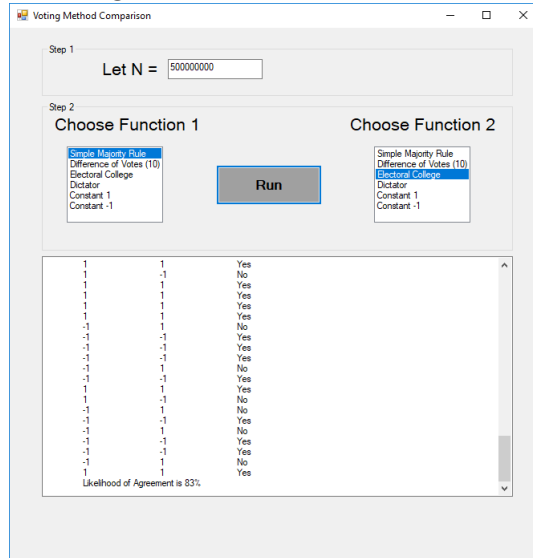 Voting Method Comparison
Step 1
Let N = 500000000
Step 2
Choose Function 1
Choose Function 2
Simple Majority Rule
Difference of Votes (10)
Electoral College
Dictator
Constant 1
Constant -1
Run
Simple Majority Rule
Difference of Votes (10)
Electoral College
Dictator
Constant 1
Constant -1
1 1 Yes
1 -1 No
1 1 Yes
1 1 Yes
1 1 Yes
1 1 Yes
-1 1 No
-1 -1 Yes
-1 -1 Yes
-1 -1 Yes
-1 1 No
-1 -1 Yes
1 1 Yes
1 -1 No
-1 1 No
-1 -1 Yes
-1 1 No
-1 -1 Yes
-1 -1 Yes
-1 1 No
1 1 Yes
Likelihood of Agreement is 83%